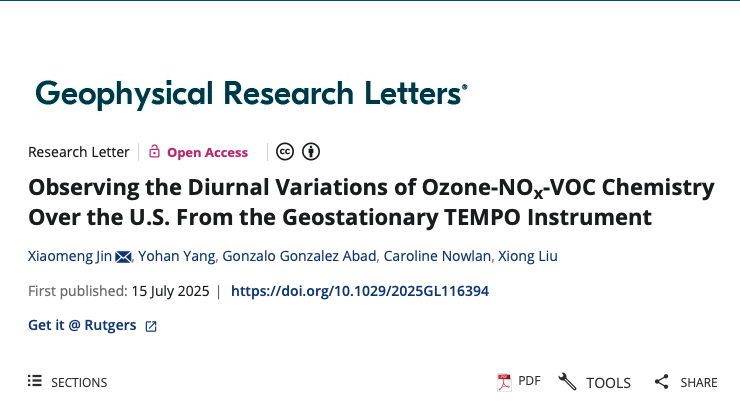 Geophysical Research Letters®
Research Letter Open Access cc
Observing the Diurnal Variations of Ozone-NOx-VOC Chemistry
Over the U.S. From the Geostationary TEMPO Instrument
Xiaomeng Jin, Yohan Yang, Gonzalo Gonzalez Abad, Caroline Nowlan, Xiong Liu
First published: 15 July 2025 | https://doi.org/10.1029/2025GL116394
Get it @ Rutgers
SECTIONS PDF TOOLS SHARE